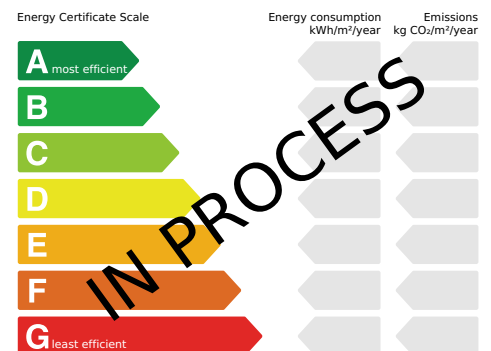 Energy Certificate Scale
Energy consumption
kWh/m²/year
Emissions
kg CO₂/m²/year
A most efficient
B
C
D
E
F
G least efficient
IN PROCESS